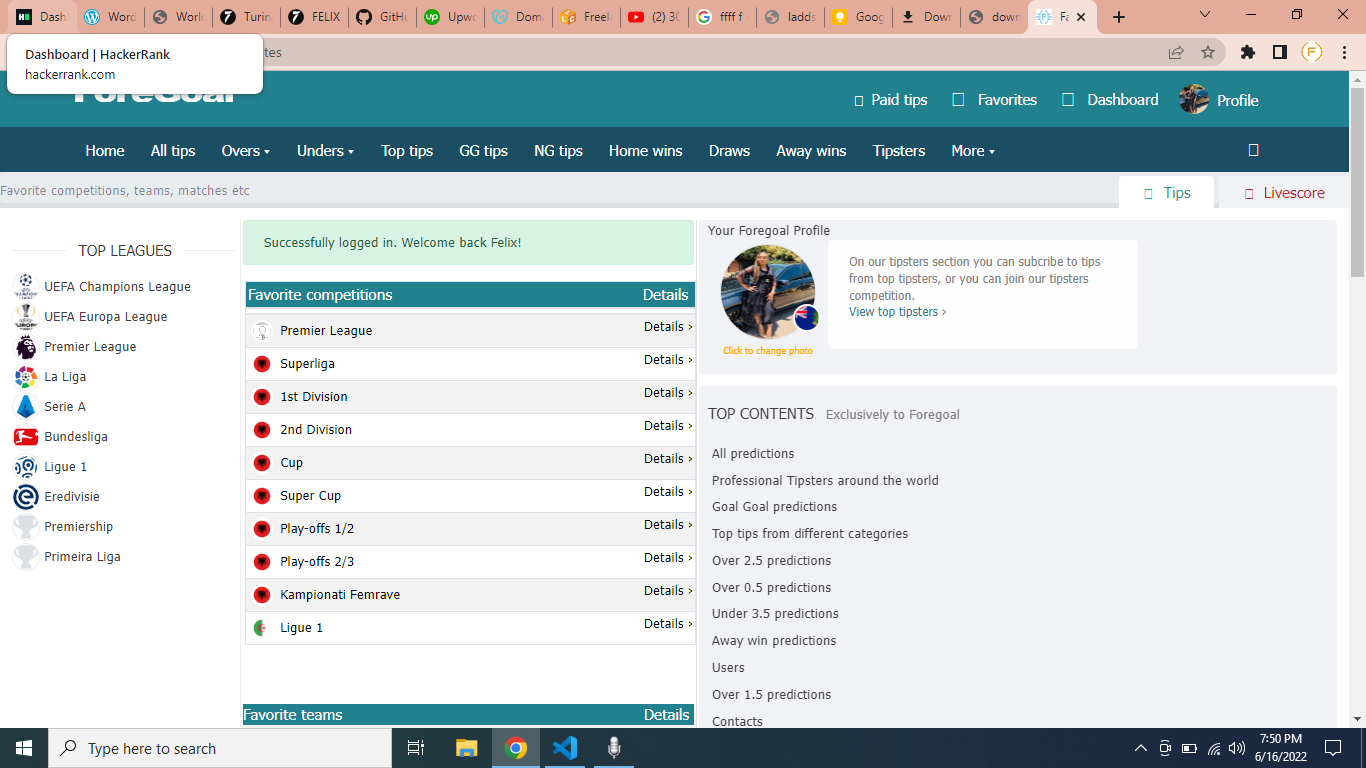 Dash
Word
World
Turin
FELIX
GitHu
Upwo
Doma
Freela
(2) 30
ffff f
ladds
Goog
Down
down
Fa
Dashboard | HackerRank
hackerrank.com
ites
F
ForeGoal
Paid tips
Favorites
Dashboard
Profile
Home
All tips
Overs
Unders
Top tips
GG tips
NG tips
Home wins
Draws
Away wins
Tipsters
More
Favorite competitions, teams, matches etc
Tips
Livescore
TOP LEAGUES
UEFA Champions League
UEFA Europa League
Premier League
La Liga
Serie A
Bundesliga
Ligue 1
Eredivisie
Premiership
Primeira Liga
Successfully logged in. Welcome back Felix!
Favorite competitions Details
Premier League Details ›
Superliga Details ›
1st Division Details ›
2nd Division Details ›
Cup Details ›
Super Cup Details ›
Play-offs 1/2 Details ›
Play-offs 2/3 Details ›
Kampionati Femrave Details ›
Ligue 1 Details ›
Favorite teams Details
Your Foregoal Profile
Click to change photo
On our tipsters section you can subcribe to tips
from top tipsters, or you can join our tipsters
competition.
View top tipsters ›
TOP CONTENTS Exclusively to Foregoal
All predictions
Professional Tipsters around the world
Goal Goal predictions
Top tips from different categories
Over 2.5 predictions
Over 0.5 predictions
Under 3.5 predictions
Away win predictions
Users
Over 1.5 predictions
Contacts
Type here to search
7:50 PM
6/16/2022